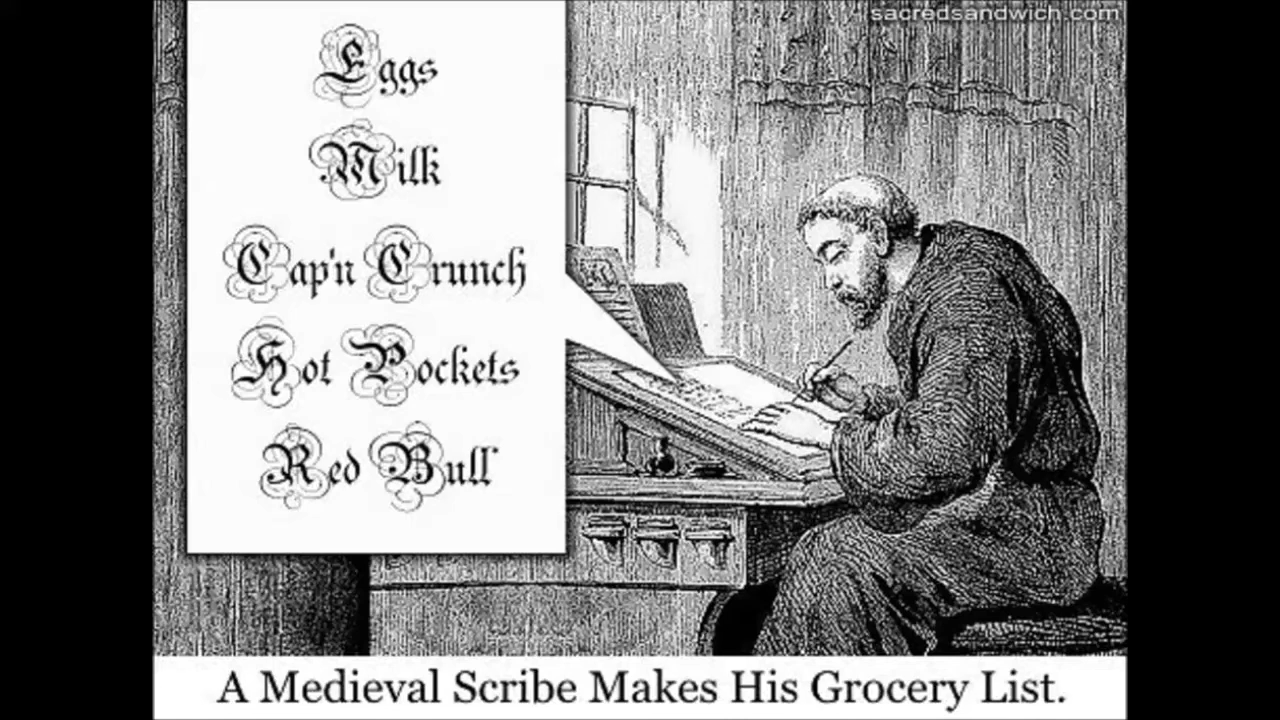 sacredsandwich.com
Eggs
Milk
Cap'n Crunch
Hot Pockets
Red Bull
A Medieval Scribe Makes His Grocery List.